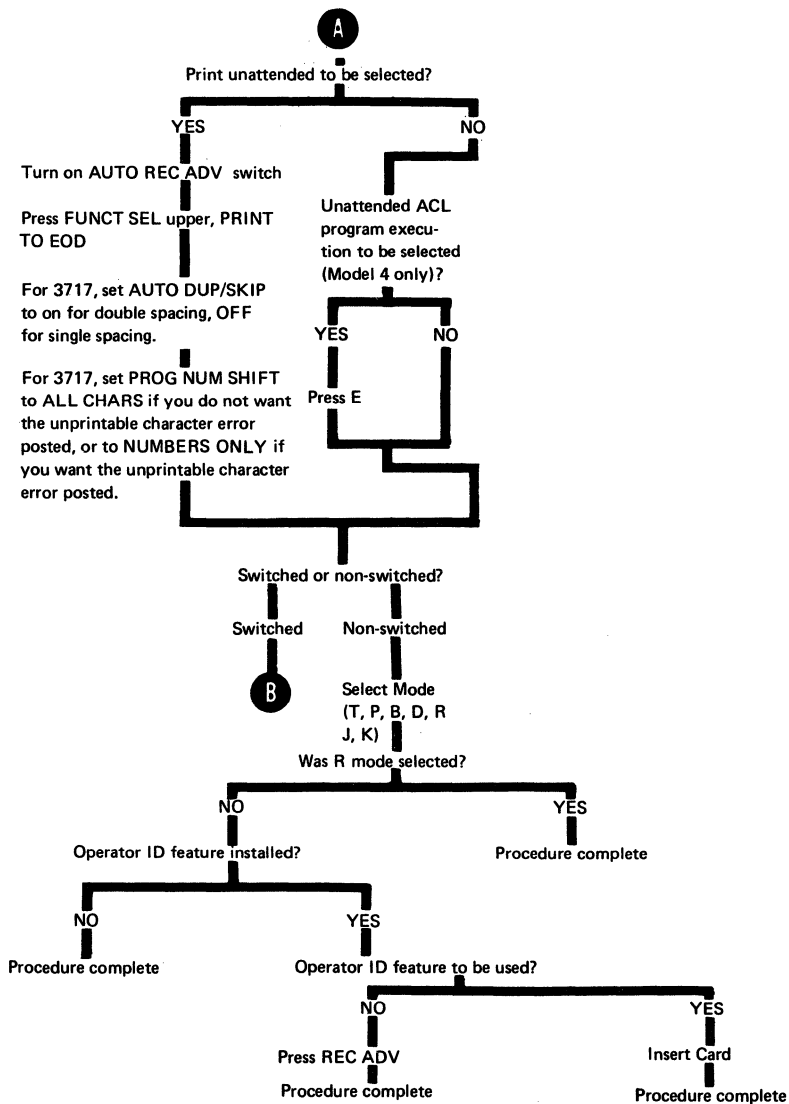 A
Print unattended to be selected?
YES
NO
Turn on AUTO REC ADV switch
Press FUNCT SEL upper, PRINT
TO EOD
For 3717, set AUTO DUP/SKIP
to on for double spacing, OFF
for single spacing.
For 3717, set PROG NUM SHIFT
to ALL CHARS if you do not want
the unprintable character error
posted, or to NUMBERS ONLY if
you want the unprintable character
error posted.
Unattended ACL
program execu-
tion to be selected
(Model 4 only)?
YES
NO
Press E
Switched or non-switched?
Switched
Non-switched
B
Select Mode
(T, P, B, D, R
J, K)
Was R mode selected?
NO
YES
Operator ID feature installed?
Procedure complete
NO
YES
Procedure complete
Operator ID feature to be used?
NO
YES
Press REC ADV
Insert Card
Procedure complete
Procedure complete